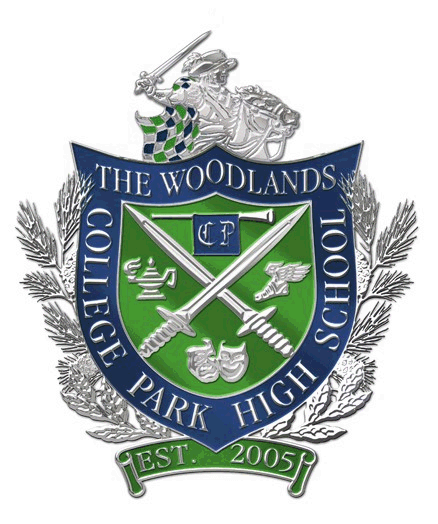 THE WOODLANDS
COLLEGE PARK HIGH SCHOOL
CP
EST. 2005